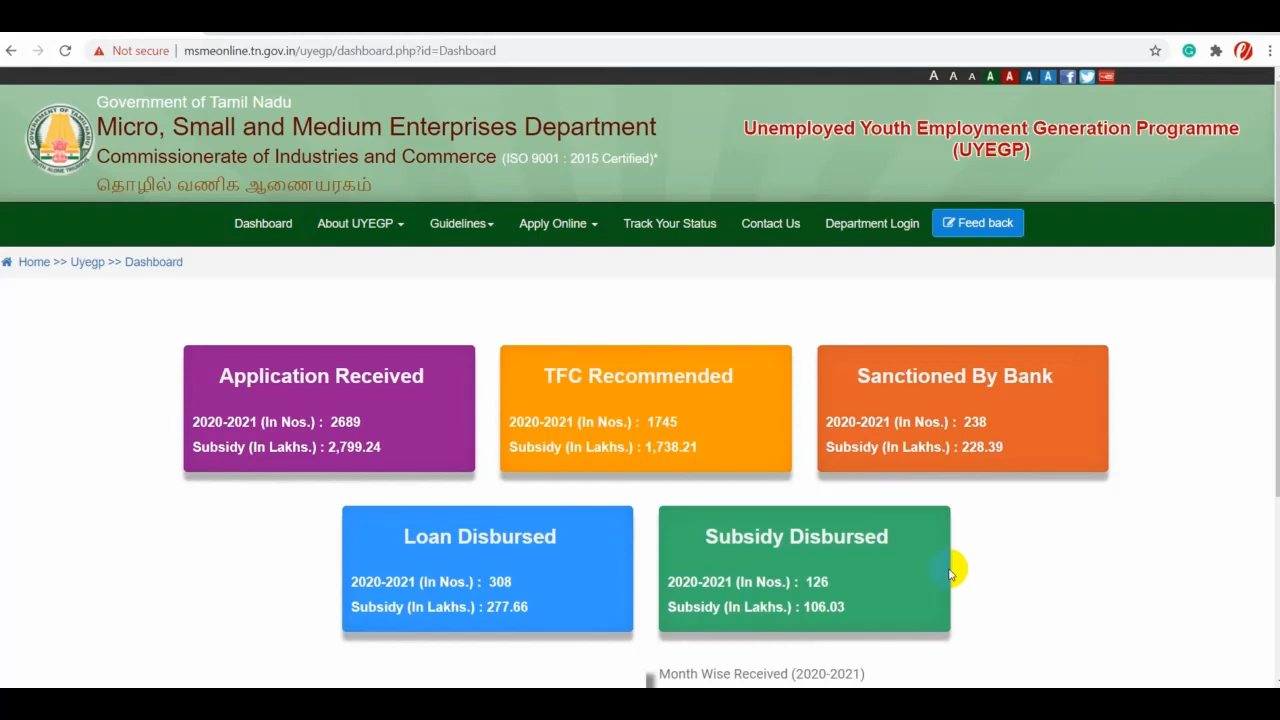 Not secure | msmeonline.tn.gov.in/uyegp/dashboard.php?id=Dashboard
A A A A A A A
Government of Tamil Nadu
Micro, Small and Medium Enterprises Department
Commissionerate of Industries and Commerce (ISO 9001 : 2015 Certified)*
தொழில் வணிக ஆணையரகம்
Unemployed Youth Employment Generation Programme
(UYEGP)
Dashboard About UYEGP Guidelines Apply Online Track Your Status Contact Us Department Login Feed back
Home >> Uyegp >> Dashboard
Application Received
2020-2021 (In Nos.) : 2689
Subsidy (In Lakhs.) : 2,799.24
TFC Recommended
2020-2021 (In Nos.) : 1745
Subsidy (In Lakhs.) : 1,738.21
Sanctioned By Bank
2020-2021 (In Nos.) : 238
Subsidy (In Lakhs.) : 228.39
Loan Disbursed
2020-2021 (In Nos.) : 308
Subsidy (In Lakhs.) : 277.66
Subsidy Disbursed
2020-2021 (In Nos.) : 126
Subsidy (In Lakhs.) : 106.03
Month Wise Received (2020-2021)